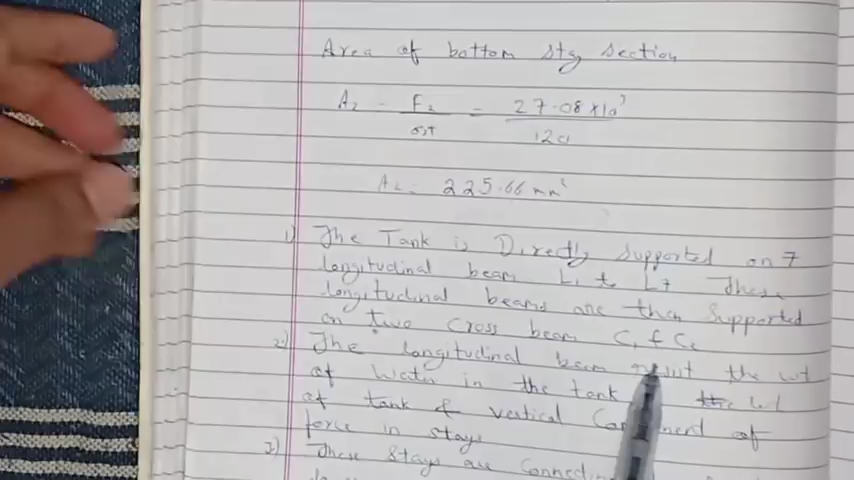 Area of bottom stay section
A₂ = F₂ / σst = 27.08 × 10³ / 120
A₂ = 225.66 mm²
1) The Tank is Directly supported on 7
longitudinal beam L₁ to L7 These
longitudinal beams are then supported
on two cross beam C₁ & C₂
2) The longitudinal beam resist the wt
of water in the tank the wt
of tank & vertical Component of
force in stays
3) These stays are